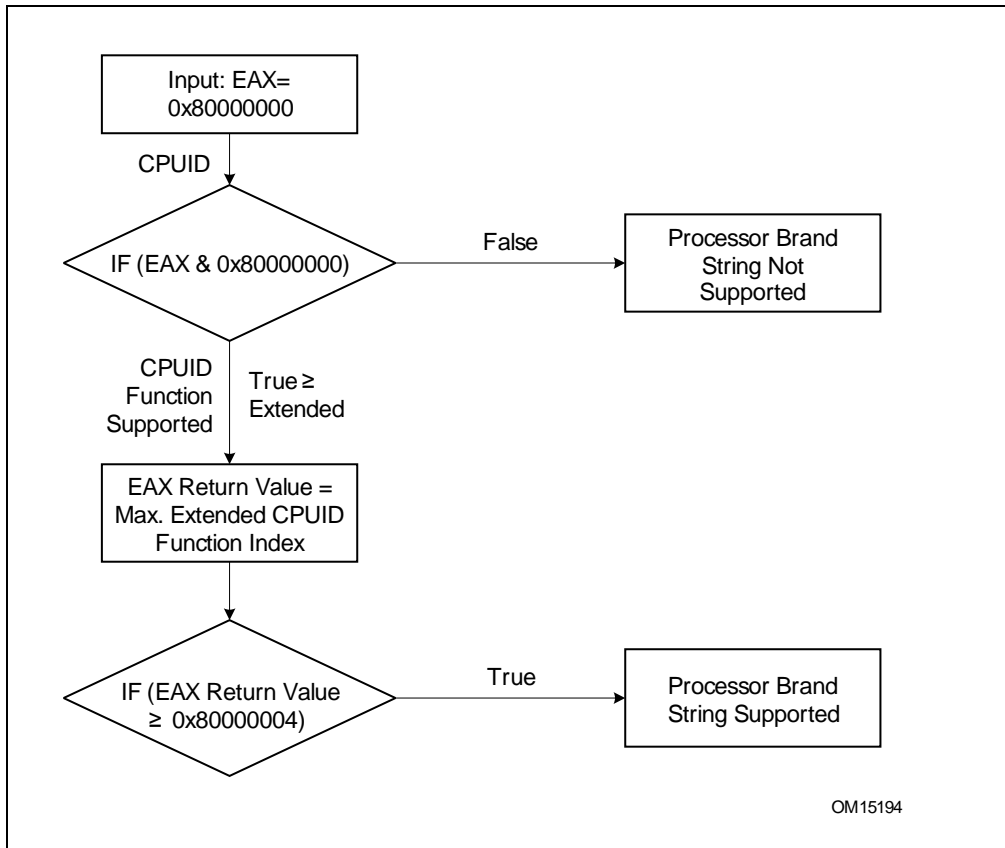 Input: EAX=
0x80000000
CPUID
IF (EAX & 0x80000000)
False
Processor Brand
String Not
Supported
CPUID
Function
Supported
True ≥
Extended
EAX Return Value =
Max. Extended CPUID
Function Index
IF (EAX Return Value
≥ 0x80000004)
True
Processor Brand
String Supported
OM15194